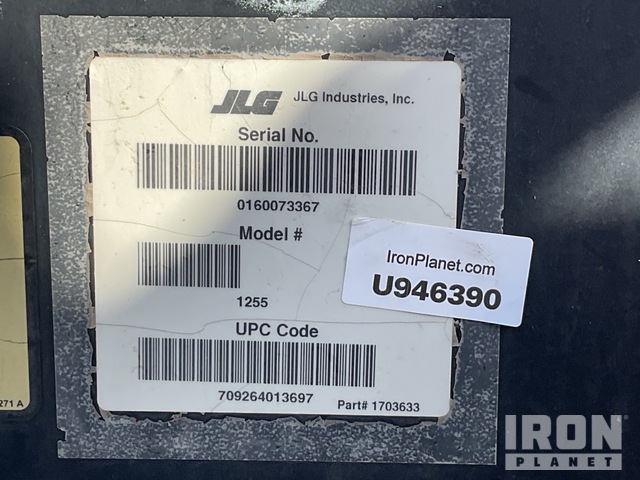 JLG JLG Industries, Inc.
Serial No.
0160073367
Model #
1255
UPC Code
709264013697
Part# 1703633
IronPlanet.com
U946390
271 A
IRON
PLANET